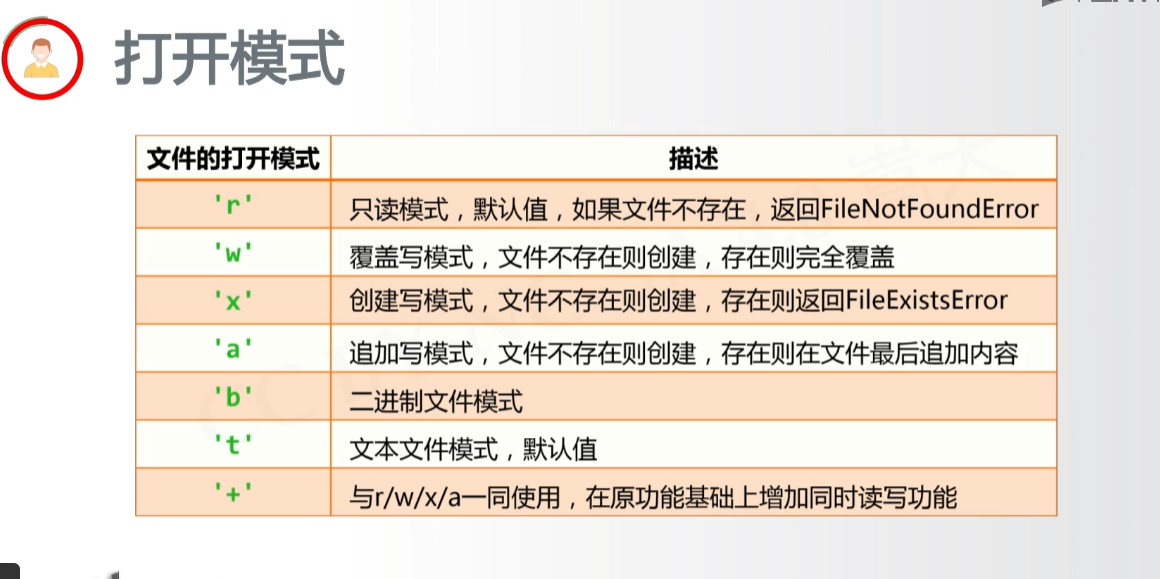 打开模式
文件的打开模式 描述
'r' 只读模式，默认值，如果文件不存在，返回FileNotFoundError
'w' 覆盖写模式，文件不存在则创建，存在则完全覆盖
'x' 创建写模式，文件不存在则创建，存在则返回FileExistsError
'a' 追加写模式，文件不存在则创建，存在则在文件最后追加内容
'b' 二进制文件模式
't' 文本文件模式，默认值
'+' 与r/w/x/a一同使用，在原功能基础上增加同时读写功能